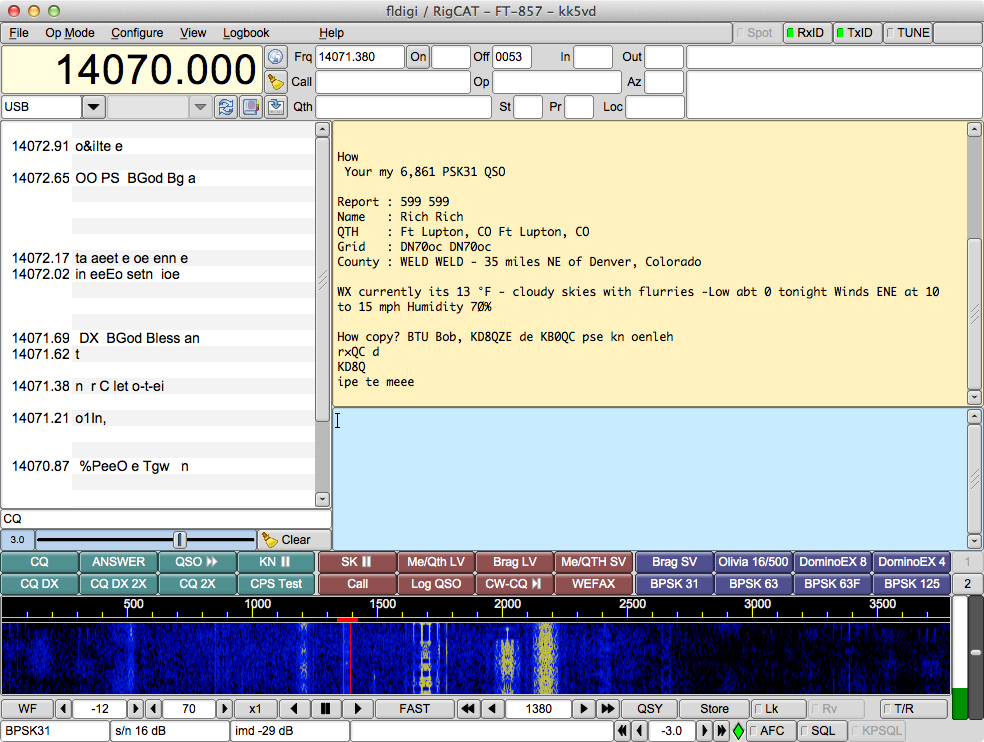 fldigi / RigCAT - FT-857 - kk5vd
File Op Mode Configure View Logbook Help Spot RxID TxID TUNE
14070.000
Frq 14071.380 On Off 0053 In Out
Call Op Az
USB
Qth St Pr Loc
14072.91 o&ilte e
14072.65 OO PS BGod Bg a
14072.17 ta aeet e oe enn e
14072.02 in eeEo setn ioe
14071.69 DX BGod Bless an
14071.62 t
14071.38 n r C let o-t-ei
14071.21 o1In,
14070.87 %PeeO e Tgw n
CQ
3.0 Clear
How
Your my 6,861 PSK31 QSO
Report : 599 599
Name : Rich Rich
QTH : Ft Lupton, CO Ft Lupton, CO
Grid : DN70oc DN70oc
County : WELD WELD - 35 miles NE of Denver, Colorado
WX currently its 13 °F - cloudy skies with flurries -Low abt 0 tonight Winds ENE at 10
to 15 mph Humidity 70%
How copy? BTU Bob, KD8QZE de KB0QC pse kn oenleh
rxQC d
KD8Q
ipe te meee
CQ ANSWER QSO KN SK Me/Qth LV Brag LV Me/QTH SV Brag SV Olivia 16/500 DominoEX 8 DominoEX 4 1
CQ DX CQ DX 2X CQ 2X CPS Test Call Log QSO CW-CQ WEFAX BPSK 31 BPSK 63 BPSK 63F BPSK 125 2
500 1000 1500 2000 2500 3000 3500
WF -12 70 x1 FAST 1380 QSY Store Lk Rv T/R
BPSK31 s/n 16 dB imd -29 dB -3.0 AFC SQL KPSQL